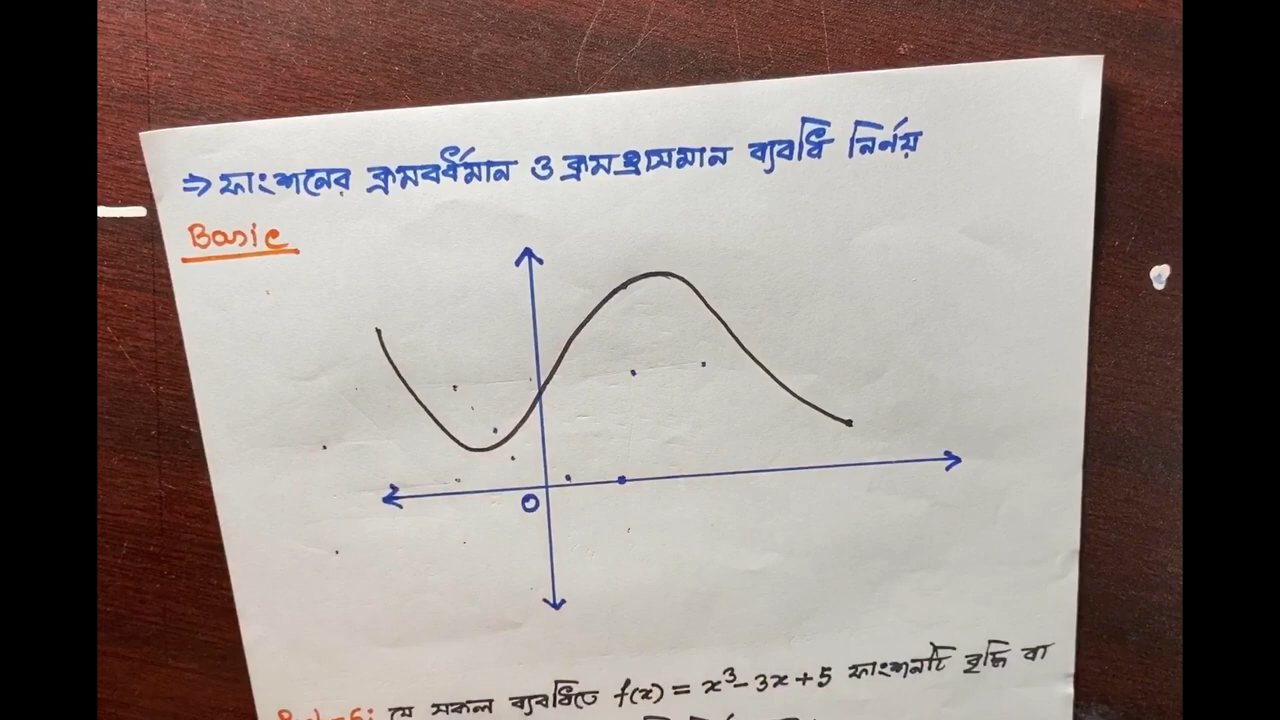 ⇒ ফাংশনের ক্রমবর্ধমান ও ক্রমহ্রাসমান ব্যবধি নির্ণয়
Basic
O
যে সকল ব্যবধিতে f(x) = x³-3x+5 ফাংশনটি বৃদ্ধি বা